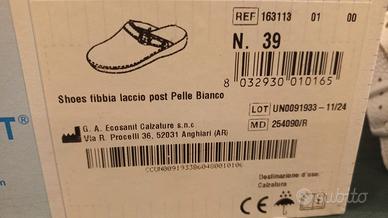 REF 163113 01 00
N. 39
8 032930 010165
Shoes fibbia laccio post Pelle Bianco
LOT UN0091933-11/24
MD 254090/R
G. A. Ecosanit Calzature s.n.c
Via R. Procelli 36, 52031 Anghiari (AR)
Destinazione d'uso:
Calzatura
CE
subito
T